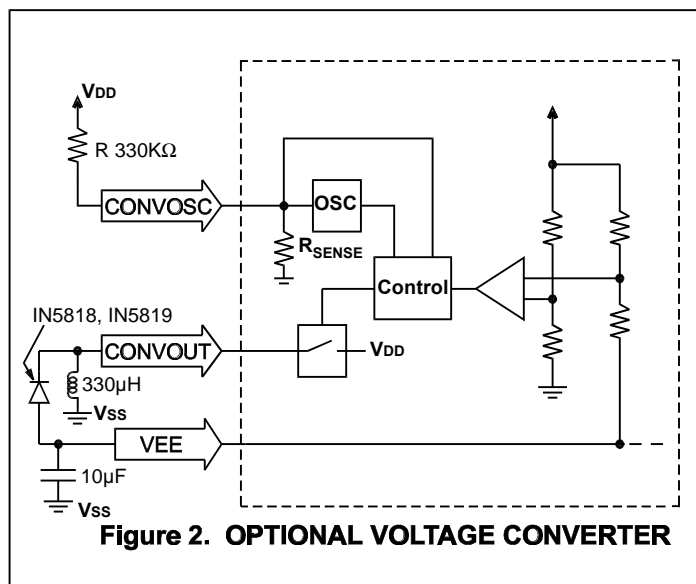 VDD
R 330KΩ
CONVOSC
OSC
RSENSE
Control
IN5818, IN5819
CONVOUT
VDD
330µH
VSS
VEE
10µF
VSS
Figure 2. OPTIONAL VOLTAGE CONVERTER